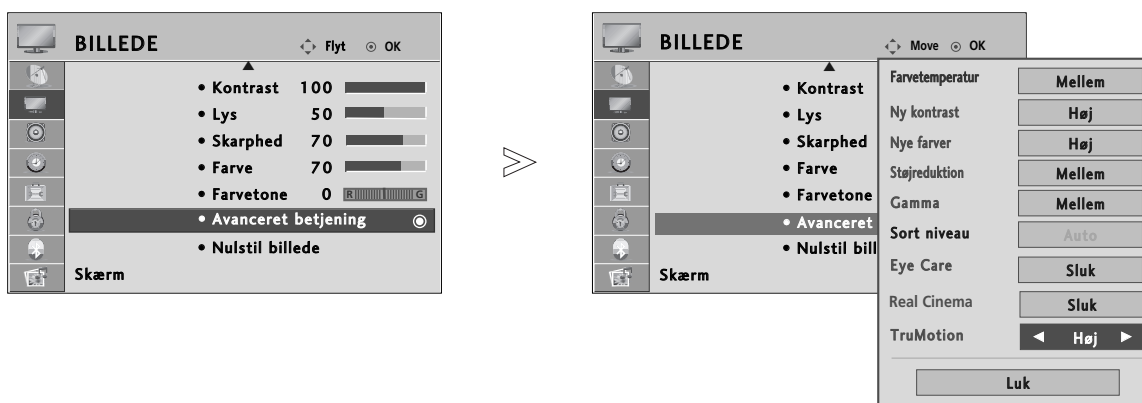 BILLEDE Flyt OK
• Kontrast 100
• Lys 50
• Skarphed 70
• Farve 70
• Farvetone 0 R G
• Avanceret betjening
• Nulstil billede
Skærm
BILLEDE Move OK
• Kontrast
• Lys
• Skarphed
• Farve
• Farvetone
• Avanceret
• Nulstil bill
Skærm
Farvetemperatur Mellem
Ny kontrast Høj
Nye farver Høj
Støjreduktion Mellem
Gamma Mellem
Sort niveau Auto
Eye Care Sluk
Real Cinema Sluk
TruMotion Høj
Luk